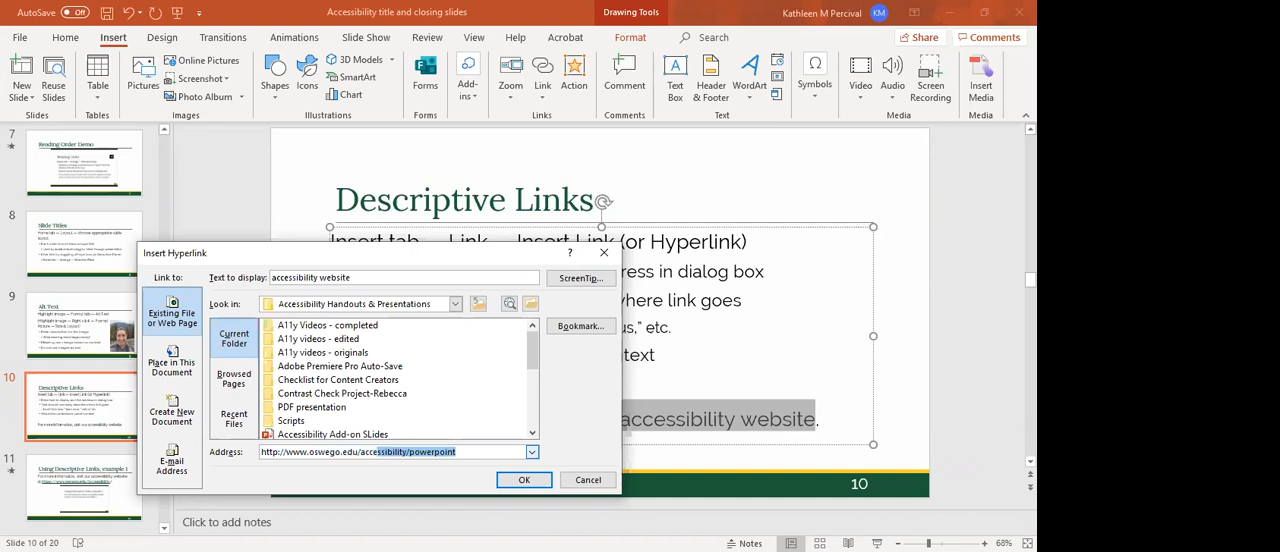 AutoSave Off
Accessibility title and closing slides
Drawing Tools
Kathleen M Percival KM
File Home Insert Design Transitions Animations Slide Show Review View Help Acrobat Format Search
Share Comments
New Slide
Reuse Slides
Table
Pictures
Online Pictures
Screenshot
Photo Album
Shapes
Icons
3D Models
SmartArt
Chart
Forms
Add-ins
Zoom
Link
Action
Comment
Text Box
Header & Footer
WordArt
Symbols
Video
Audio
Screen Recording
Insert Media
Slides Tables Images Illustrations Forms Links Comments Text Media Media
7
Reading Order Demo
8
Slide Titles
9
Alt Text
10
Descriptive Links
11
Using Descriptive Links, example 1
Descriptive Links
Insert tab Link Insert Link (or Hyperlink)
ress in dialog box
here link goes
us," etc.
text
accessibility website.
10
Insert Hyperlink
? 
Link to:
Text to display: accessibility website
ScreenTip...
Existing File or Web Page
Look in: Accessibility Handouts & Presentations
Bookmark...
Place in This Document
Create New Document
E-mail Address
Current Folder
Browsed Pages
Recent Files
A11y Videos - completed
A11y videos - edited
A11y videos - originals
Adobe Premiere Pro Auto-Save
Checklist for Content Creators
Contrast Check Project-Rebecca
PDF presentation
Scripts
Accessibility Add-on SLides
Address: http://www.oswego.edu/accessibility/powerpoint
OK Cancel
Click to add notes
Slide 10 of 20
Notes
68%